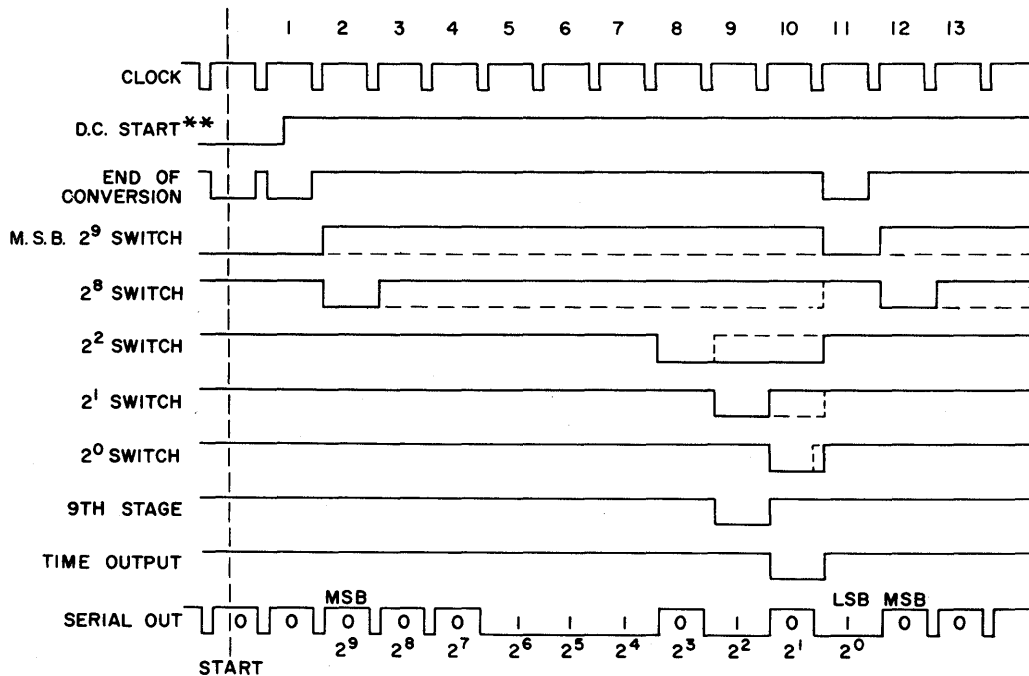 1 2 3 4 5 6 7 8 9 10 11 12 13
CLOCK
D.C. START**
END OF
CONVERSION
M.S.B. 2⁹ SWITCH
2⁸ SWITCH
2² SWITCH
2¹ SWITCH
2⁰ SWITCH
9TH STAGE
TIME OUTPUT
MSB LSB MSB
SERIAL OUT 0 0 0 0 0 1 1 1 0 1 0 1 0 0
2⁹ 2⁸ 2⁷ 2⁶ 2⁵ 2⁴ 2³ 2² 2¹ 2⁰
START